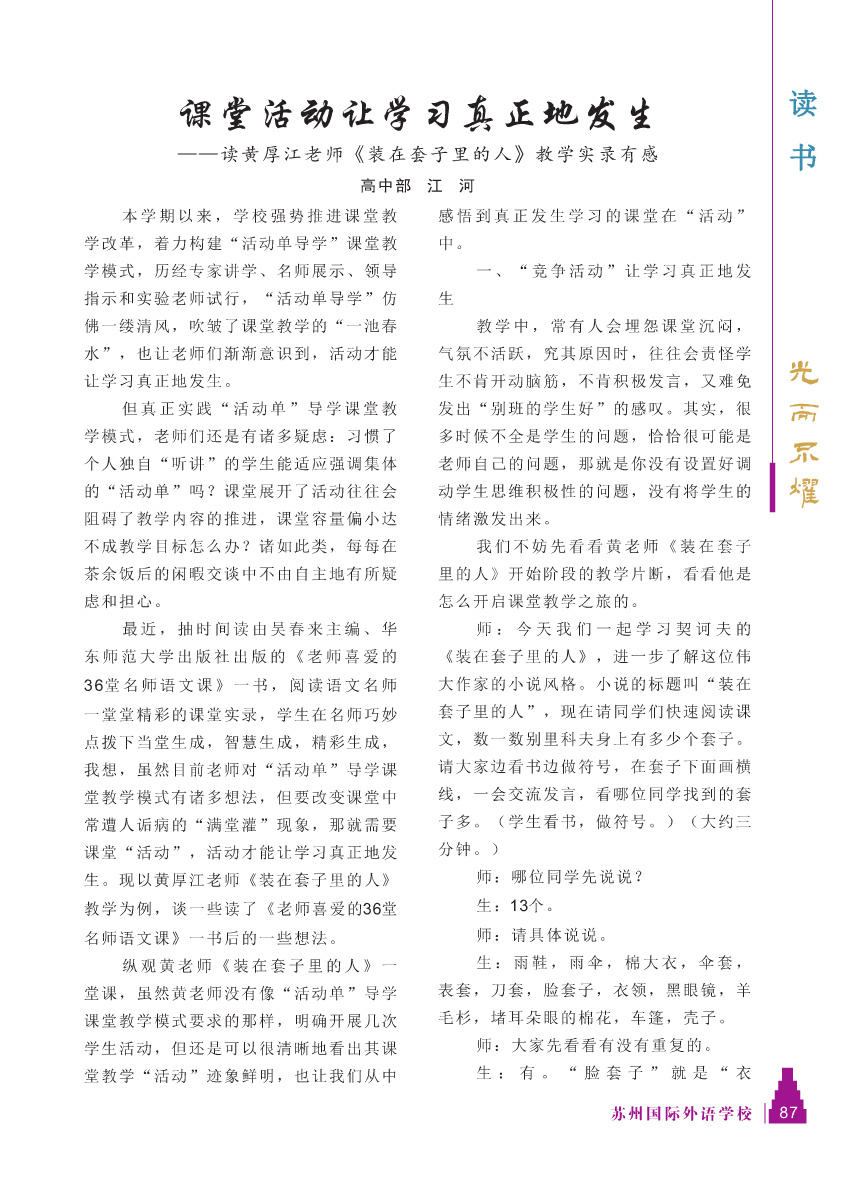 课堂活动让学习真正地发生
——读黄厚江老师《装在套子里的人》教学实录有感
高中部 江 河
本学期以来，学校强势推进课堂教
学改革，着力构建“活动单导学”课堂教
学模式，历经专家讲学、名师展示、领导
指示和实验老师试行，“活动单导学”仿
佛一缕清风，吹皱了课堂教学的“一池春
水”，也让老师们渐渐意识到，活动才能
让学习真正地发生。
但真正实践“活动单”导学课堂教
学模式，老师们还是有诸多疑虑：习惯了
个人独自“听讲”的学生能适应强调集体
的“活动单”吗？课堂展开了活动往往会
阻碍了教学内容的推进，课堂容量偏小达
不成教学目标怎么办？诸如此类，每每在
茶余饭后的闲暇交谈中不由自主地有所疑
虑和担心。
最近，抽时间读由吴春来主编、华
东师范大学出版社出版的《老师喜爱的
36堂名师语文课》一书，阅读语文名师
一堂堂精彩的课堂实录，学生在名师巧妙
点拨下当堂生成，智慧生成，精彩生成，
我想，虽然目前老师对“活动单”导学课
堂教学模式有诸多想法，但要改变课堂中
常遭人诟病的“满堂灌”现象，那就需要
课堂“活动”，活动才能让学习真正地发
生。现以黄厚江老师《装在套子里的人》
教学为例，谈一些读了《老师喜爱的36堂
名师语文课》一书后的一些想法。
纵观黄老师《装在套子里的人》一
堂课，虽然黄老师没有像“活动单”导学
课堂教学模式要求的那样，明确开展几次
学生活动，但还是可以很清晰地看出其课
堂教学“活动”迹象鲜明，也让我们从中
感悟到真正发生学习的课堂在“活动”
中。
一、“竞争活动”让学习真正地发
生
教学中，常有人会埋怨课堂沉闷，
气氛不活跃，究其原因时，往往会责怪学
生不肯开动脑筋，不肯积极发言，又难免
发出“别班的学生好”的感叹。其实，很
多时候不全是学生的问题，恰恰很可能是
老师自己的问题，那就是你没有设置好调
动学生思维积极性的问题，没有将学生的
情绪激发出来。
我们不妨先看看黄老师《装在套子
里的人》开始阶段的教学片断，看看他是
怎么开启课堂教学之旅的。
师：今天我们一起学习契诃夫的
《装在套子里的人》，进一步了解这位伟
大作家的小说风格。小说的标题叫“装在
套子里的人”，现在请同学们快速阅读课
文，数一数别里科夫身上有多少个套子。
请大家边看书边做符号，在套子下面画横
线，一会交流发言，看哪位同学找到的套
子多。（学生看书，做符号。）（大约三
分钟。）
师：哪位同学先说说？
生：13个。
师：请具体说说。
生：雨鞋，雨伞，棉大衣，伞套，
表套，刀套，脸套子，衣领，黑眼镜，羊
毛杉，堵耳朵眼的棉花，车篷，壳子。
师：大家先看看有没有重复的。
生：有。“脸套子”就是“衣
读
书
光
而
不
燿
苏州国际外语学校 87